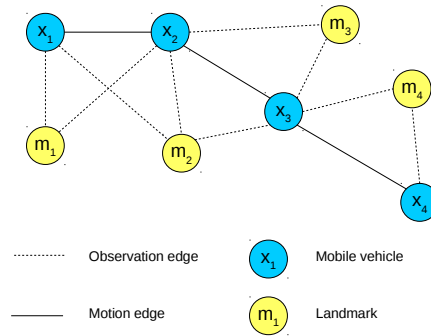 x1
x2
m3
m4
m1
m2
x3
x4
Observation edge
x1
Mobile vehicle
Motion edge
m1
Landmark